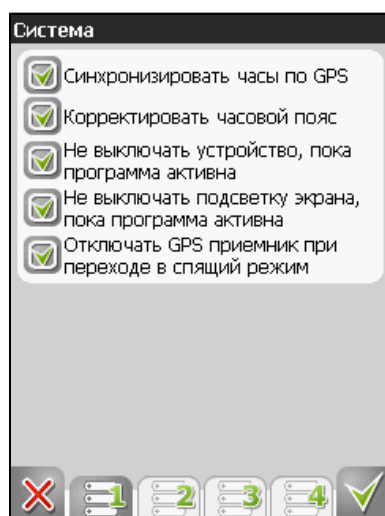 Система
Синхронизировать часы по GPS
Корректировать часовой пояс
Не выключать устройство, пока
программа активна
Не выключать подсветку экрана,
пока программа активна
Отключать GPS приемник при
переходе в спящий режим
1 2 3 4